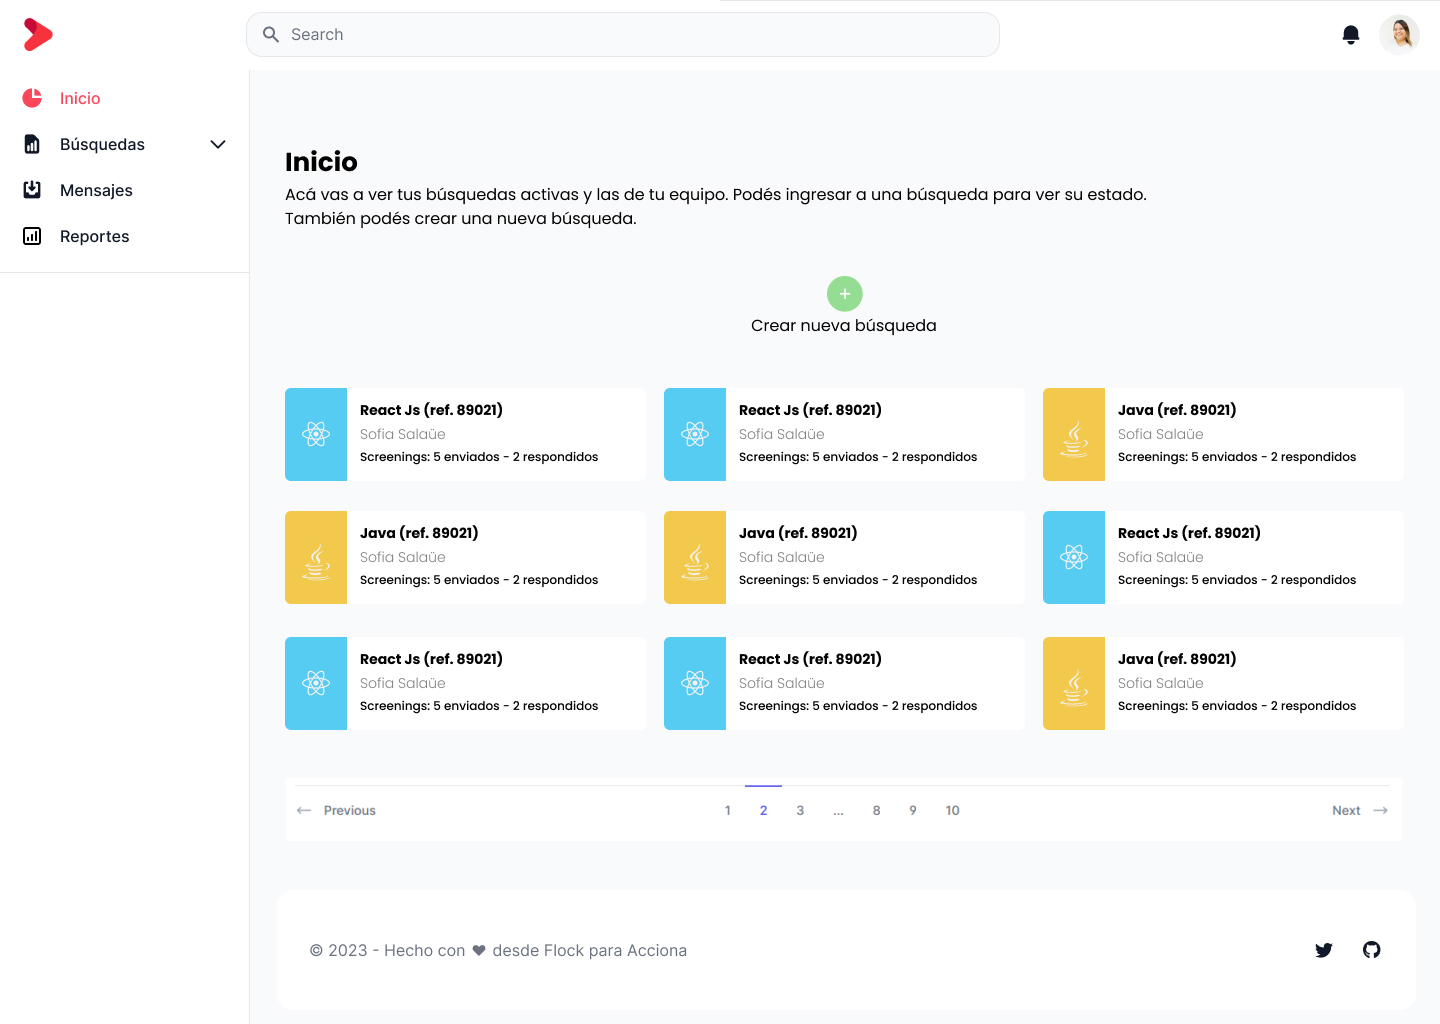 Search
Inicio
Búsquedas
Mensajes
Reportes
Inicio
Acá vas a ver tus búsquedas activas y las de tu equipo. Podés ingresar a una búsqueda para ver su estado.
También podés crear una nueva búsqueda.
Crear nueva búsqueda
React Js (ref. 89021)
Sofia Salaüe
Screenings: 5 enviados - 2 respondidos
React Js (ref. 89021)
Sofia Salaüe
Screenings: 5 enviados - 2 respondidos
Java (ref. 89021)
Sofia Salaüe
Screenings: 5 enviados - 2 respondidos
Java (ref. 89021)
Sofia Salaüe
Screenings: 5 enviados - 2 respondidos
Java (ref. 89021)
Sofia Salaüe
Screenings: 5 enviados - 2 respondidos
React Js (ref. 89021)
Sofia Salaüe
Screenings: 5 enviados - 2 respondidos
React Js (ref. 89021)
Sofia Salaüe
Screenings: 5 enviados - 2 respondidos
React Js (ref. 89021)
Sofia Salaüe
Screenings: 5 enviados - 2 respondidos
Java (ref. 89021)
Sofia Salaüe
Screenings: 5 enviados - 2 respondidos
← Previous 1 2 3 ... 8 9 10 Next →
© 2023 - Hecho con ❤ desde Flock para Acciona